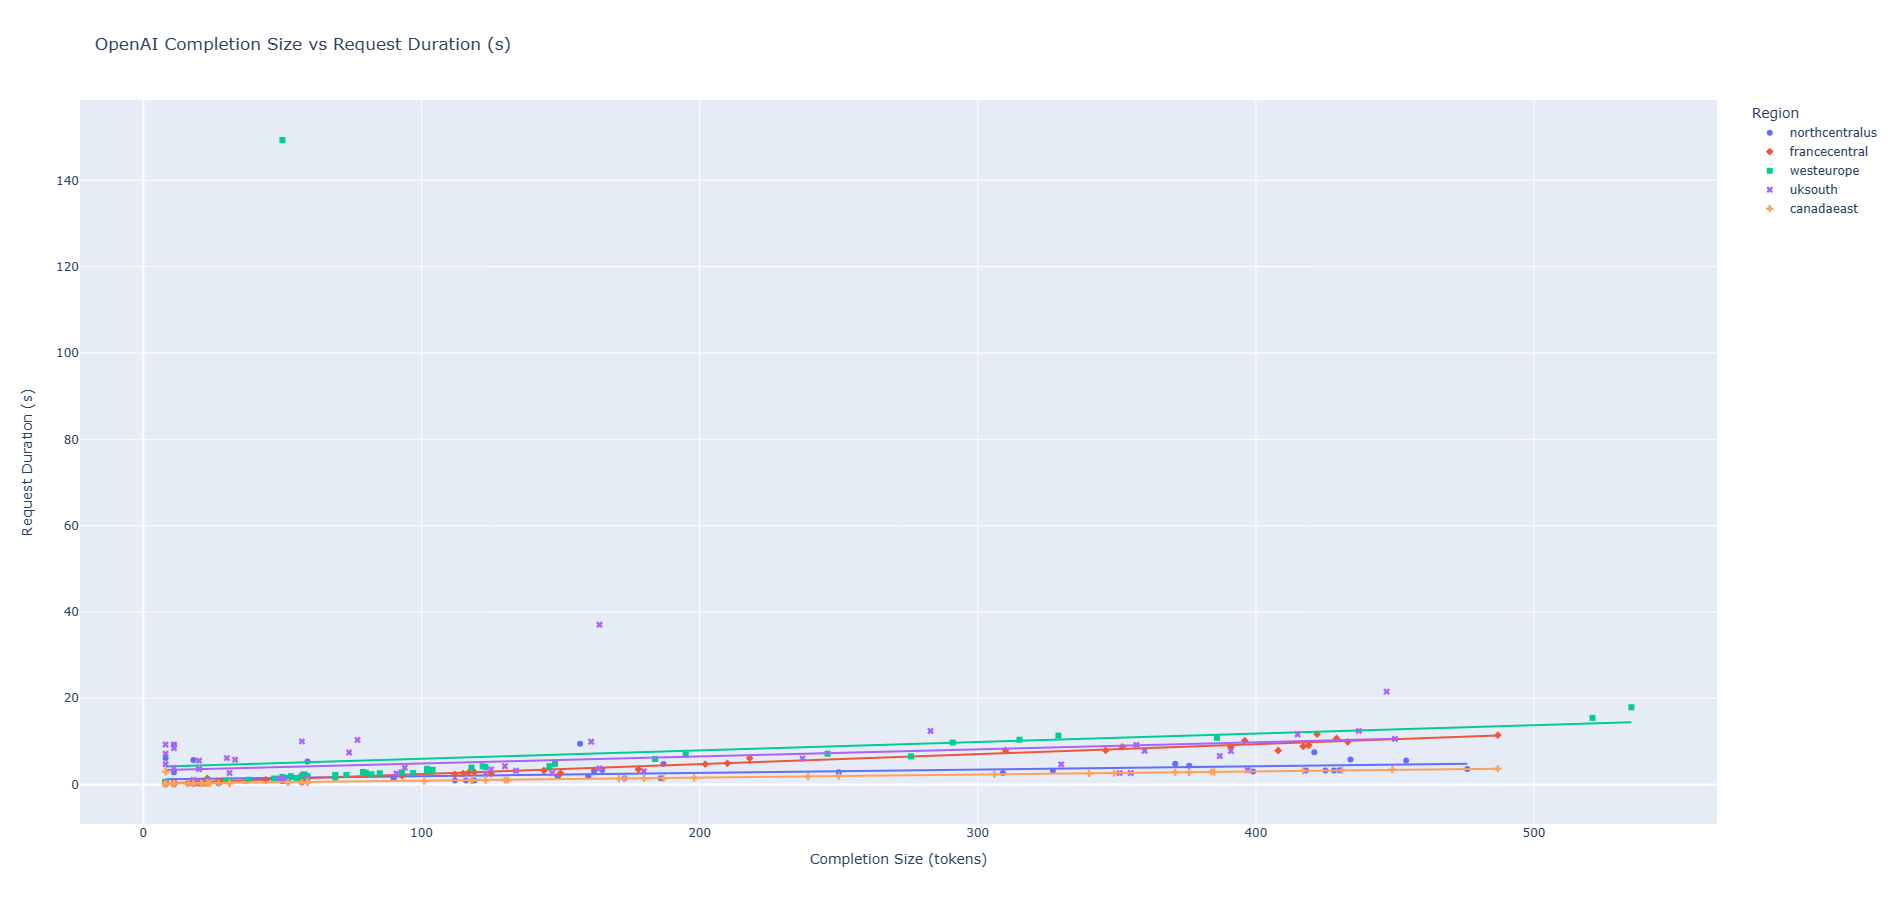 OpenAI Completion Size vs Request Duration (s)
Region
northcentralus
francecentral
westeurope
uksouth
canadaeast
140
120
100
80
60
40
20
0
Request Duration (s)
0 100 200 300 400 500
Completion Size (tokens)